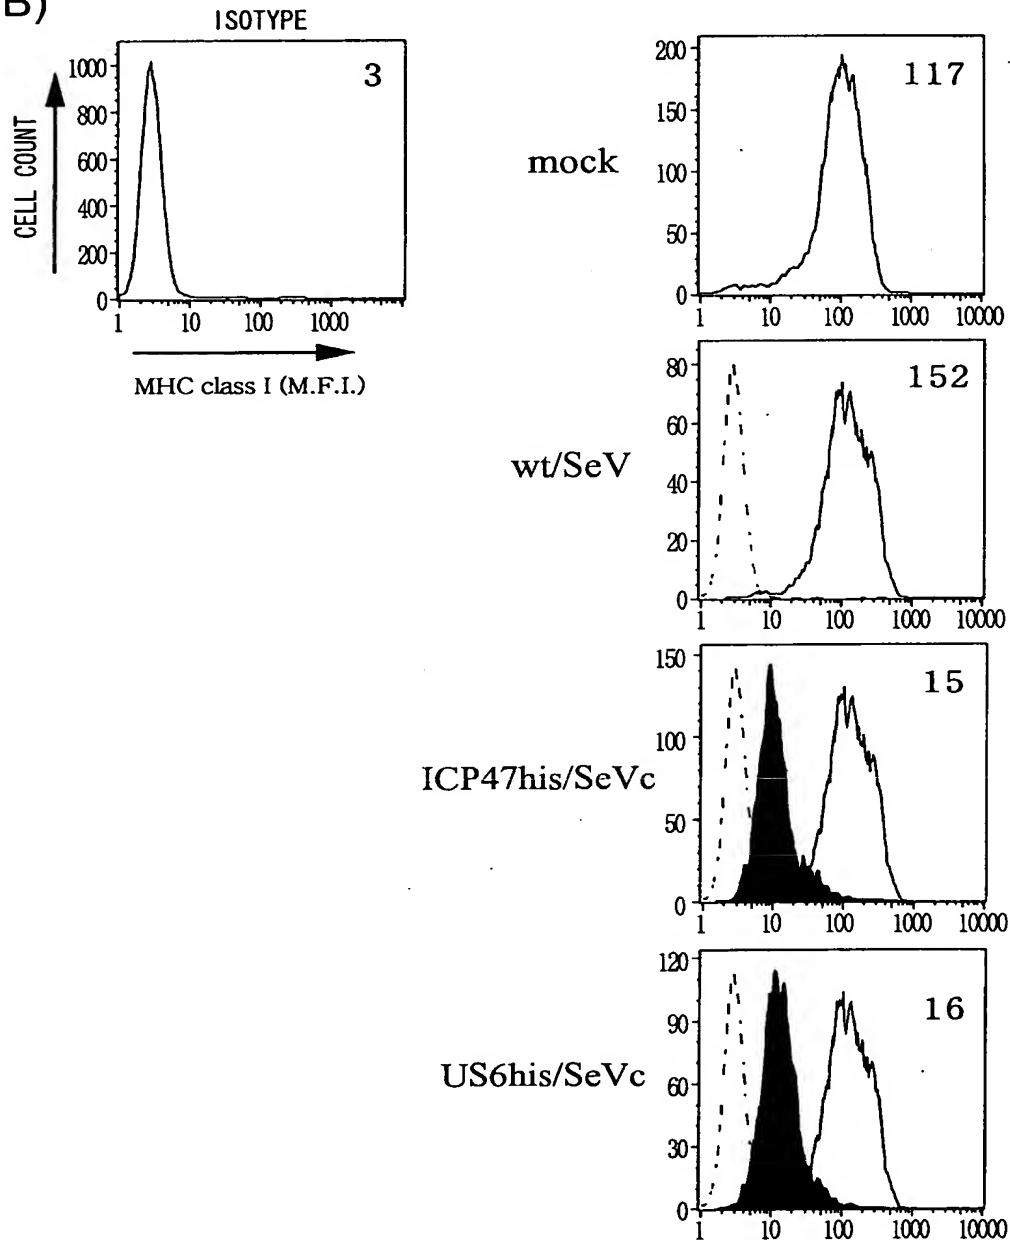 B)
ISOTYPE
3
CELL COUNT
1000
800
600
400
200
0
1 10 100 1000
MHC class I (M.F.I.)
mock
117
200
150
100
50
0
1 10 100 1000 10000
wt/SeV
152
80
60
40
20
0
1 10 100 1000 10000
ICP47his/SeVc
15
150
100
50
0
1 10 100 1000 10000
US6his/SeVc
16
120
90
60
30
0
1 10 100 1000 10000